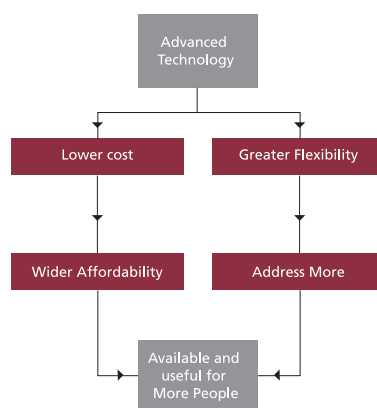 Advanced
Technology
Lower cost
Greater Flexibility
Wider Affordability
Address More
Available and
useful for
More People